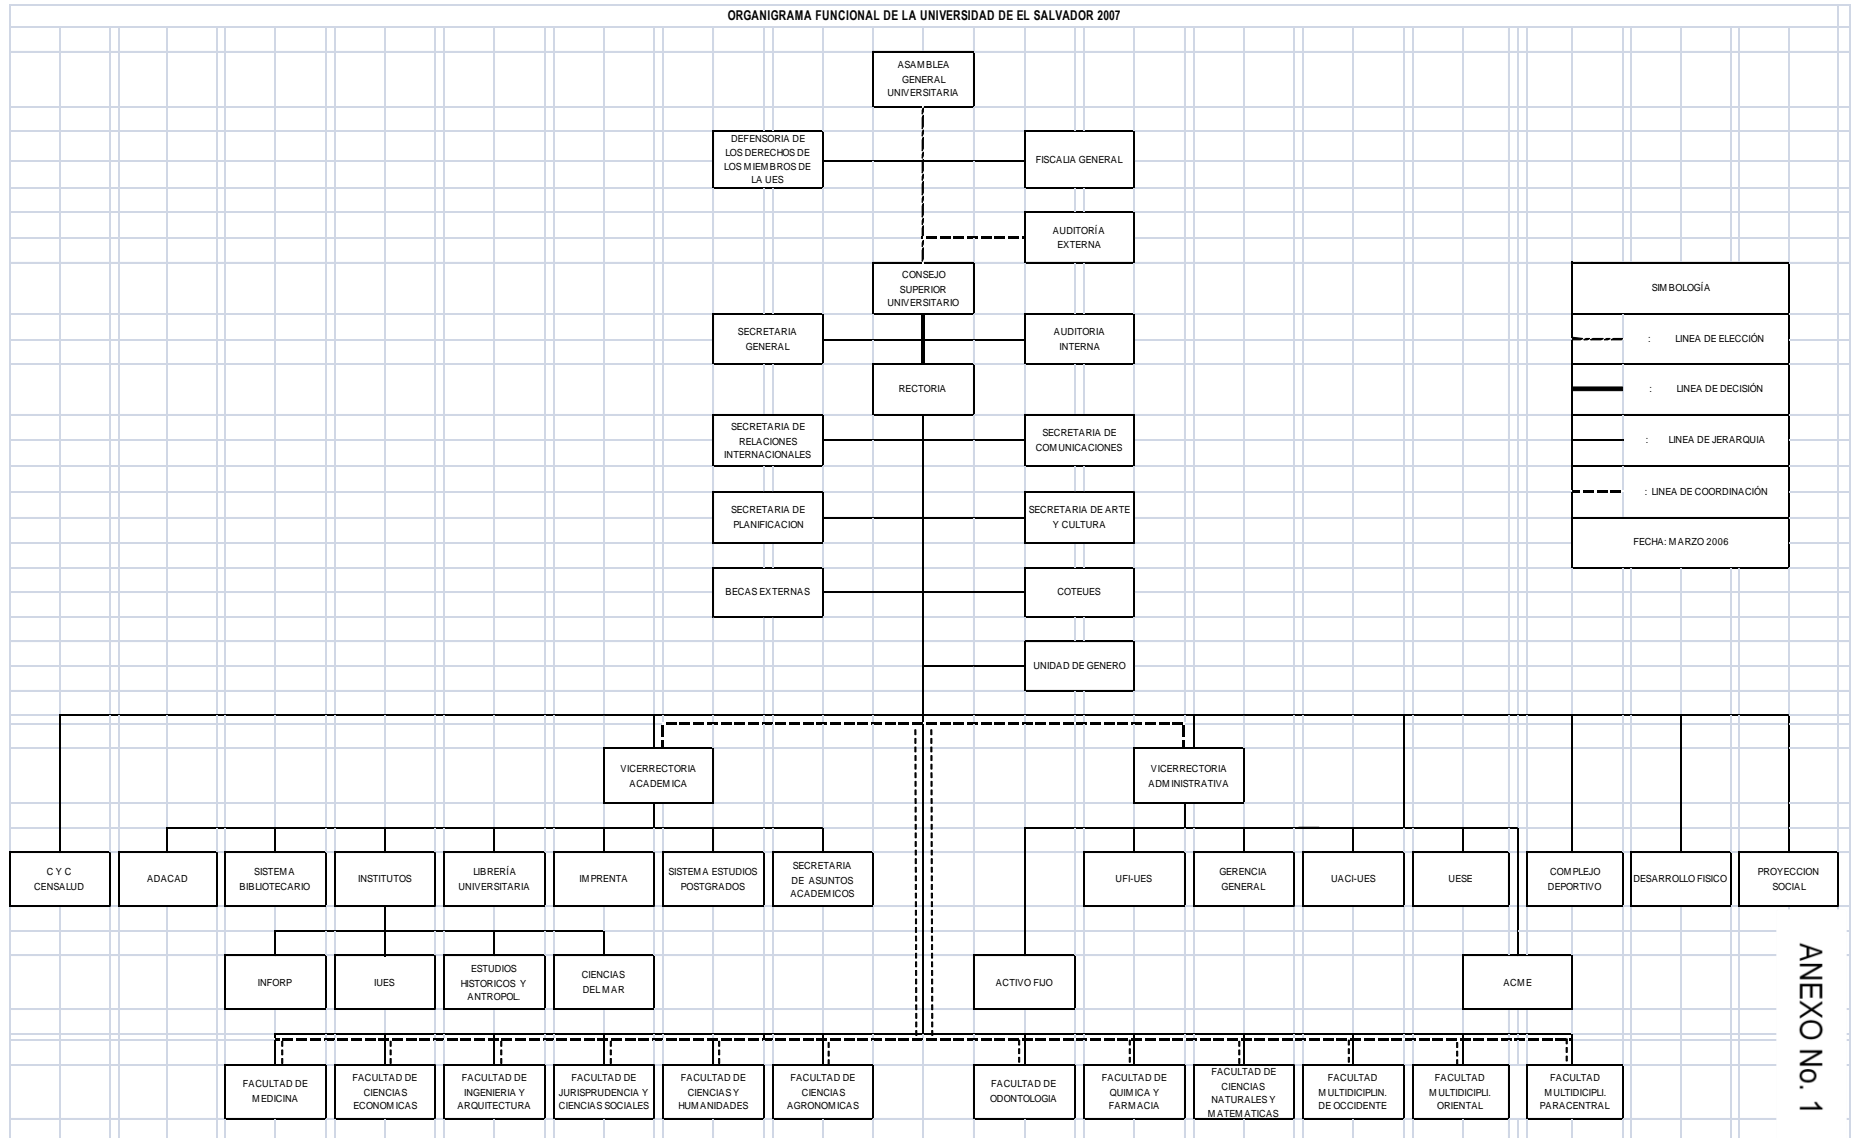 ORGANIGRAMA FUNCIONAL DE LA UNIVERSIDAD DE EL SALVADOR 2007
ASAMBLEA
GENERAL
UNIVERSITARIA
DEFENSORIA DE
LOS DERECHOS DE
LOS MIEMBROS DE
LA UES
FISCALIA GENERAL
AUDITORÍA
EXTERNA
CONSEJO
SUPERIOR
UNIVERSITARIO
SECRETARIA
GENERAL
AUDITORIA
INTERNA
RECTORIA
SECRETARIA DE
RELACIONES
INTERNACIONALES
SECRETARIA DE
COMUNICACIONES
SECRETARIA DE
PLANIFICACION
SECRETARIA DE ARTE
Y CULTURA
BECAS EXTERNAS
COTEUES
UNIDAD DE GENERO
SIMBOLOGÍA
: LINEA DE ELECCIÓN
: LINEA DE DECISIÓN
: LINEA DE JERARQUIA
: LINEA DE COORDINACIÓN
FECHA: MARZO 2006
VICERRECTORIA
ACADEMICA
VICERRECTORIA
ADMINISTRATIVA
C Y C
CENSALUD
ADACAD
SISTEMA
BIBLIOTECARIO
INSTITUTOS
LIBRERÍA
UNIVERSITARIA
IMPRENTA
SISTEMA ESTUDIOS
POSTGRADOS
SECRETARIA
DE ASUNTOS
ACADEMICOS
UFI-UES
GERENCIA
GENERAL
UACI-UES
UESE
COMPLEJO
DEPORTIVO
DESARROLLO FISICO
PROYECCION
SOCIAL
INFORP
IUES
ESTUDIOS
HISTORICOS Y
ANTROPOL.
CIENCIAS
DEL MAR
ACTIVO FIJO
ACME
FACULTAD DE
MEDICINA
FACULTAD DE
CIENCIAS
ECONOMICAS
FACULTAD DE
INGENIERIA Y
ARQUITECTURA
FACULTAD DE
JURISPRUDENCIA Y
CIENCIAS SOCIALES
FACULTAD DE
CIENCIAS Y
HUMANIDADES
FACULTAD DE
CIENCIAS
AGRONOMICAS
FACULTAD DE
ODONTOLOGIA
FACULTAD DE
QUIMICA Y
FARMACIA
FACULTAD DE
CIENCIAS
NATURALES Y
MATEMATICAS
FACULTAD
MULTIDICIPLIN.
DE OCCIDENTE
FACULTAD
MULTIDICIPLI.
ORIENTAL
FACULTAD
MULTIDICIPLI.
PARACENTRAL
ANEXO No. 1